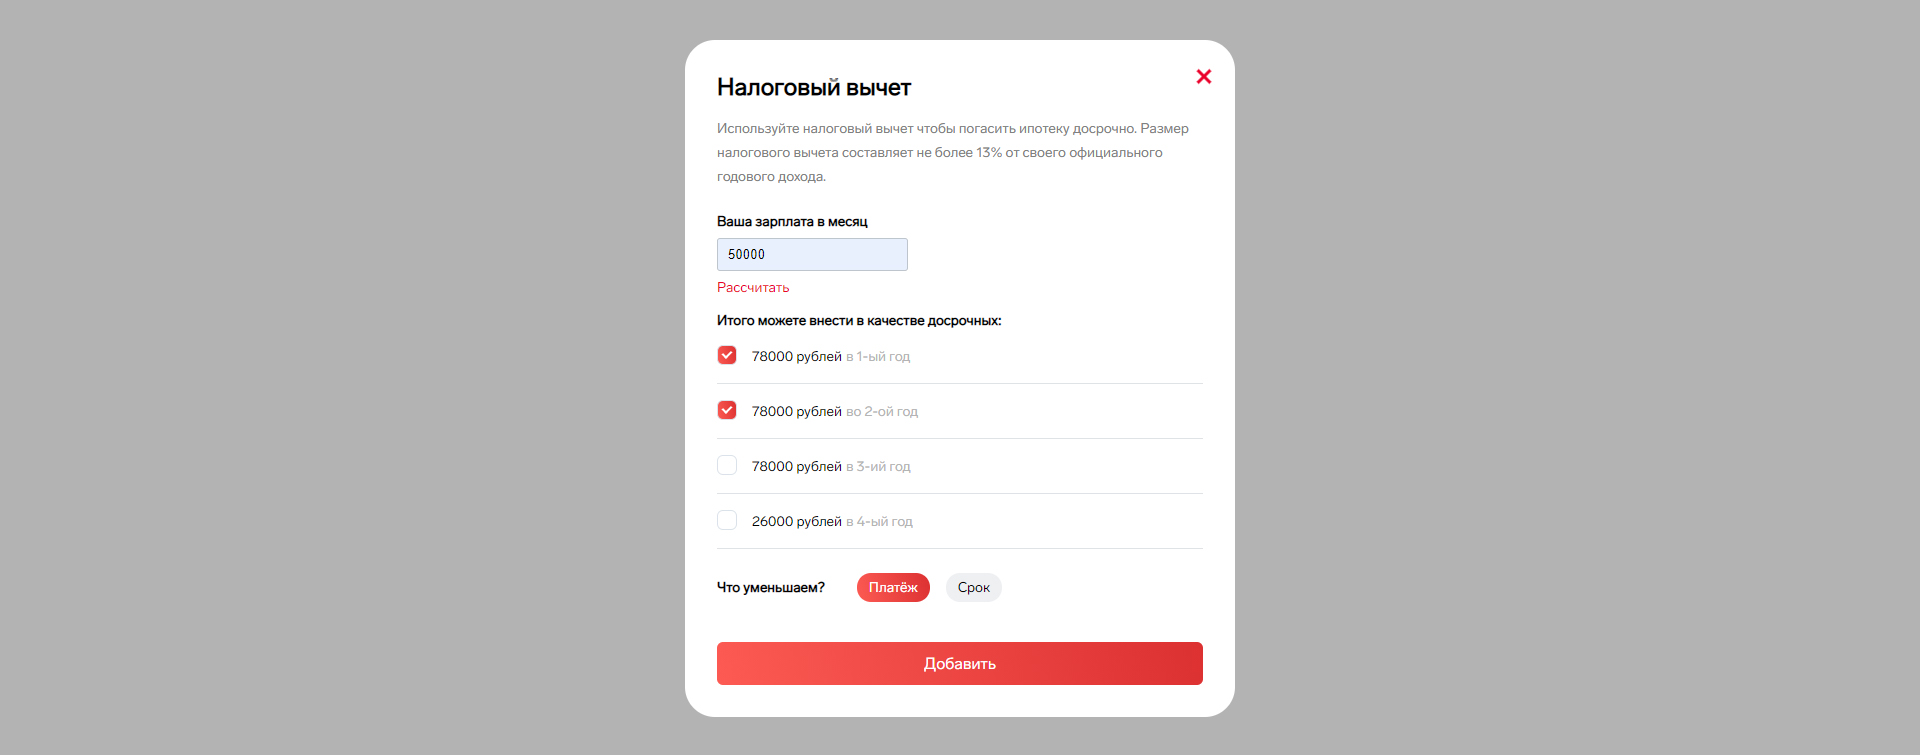 Налоговый вычет
Используйте налоговый вычет чтобы погасить ипотеку досрочно. Размер
налогового вычета составляет не более 13% от своего официального
годового дохода.
Ваша зарплата в месяц
50000
Рассчитать
Итого можете внести в качестве досрочных:
78000 рублей в 1-ый год
78000 рублей во 2-ой год
78000 рублей в 3-ий год
26000 рублей в 4-ый год
Что уменьшаем? Платёж Срок
Добавить